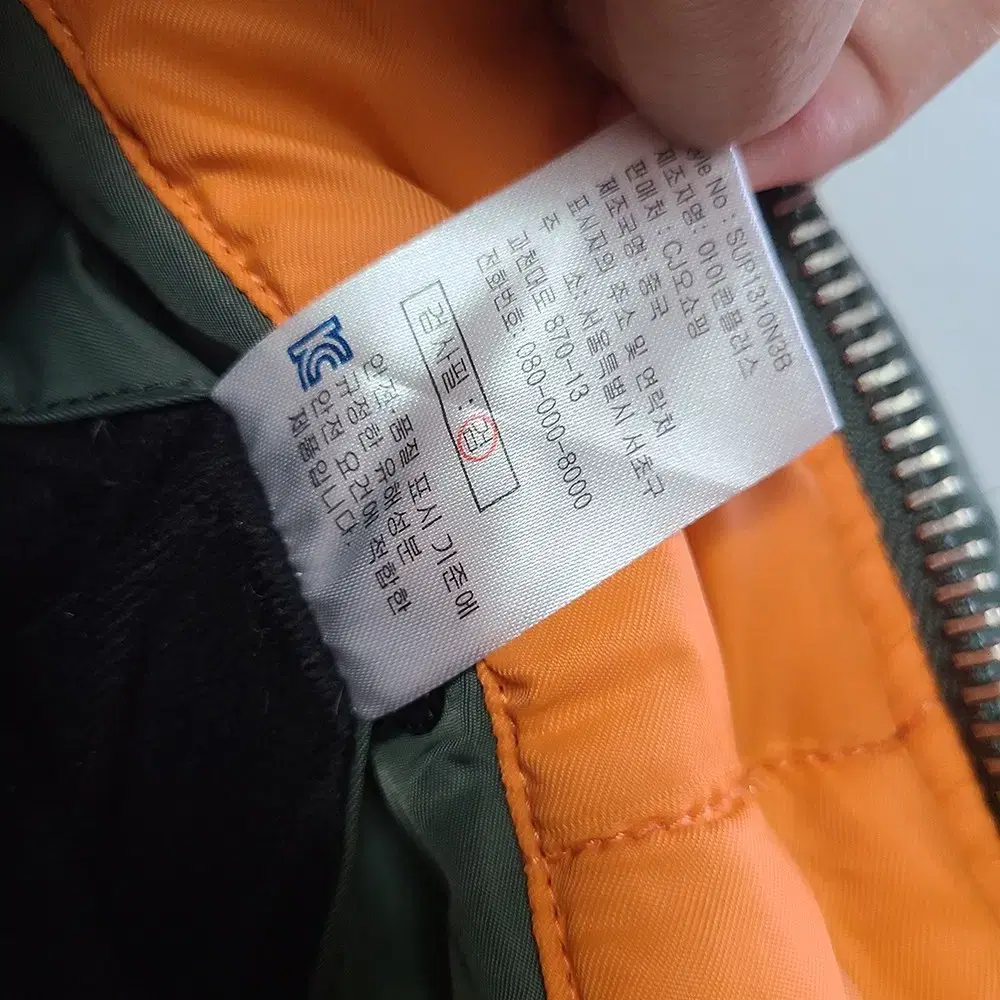 yle No : SUP1310N38
제조자명: 아이콘플러스
판매처 : CJ오쇼핑
제조국명 : 중국
표시자의 주소 및 연락처
주 소: 서울특별시 서초구
과천대로 870-13
전화번호: 080-000-8000
검사필 : 검
안전·품질 표시 기준에
규정한 유해성분
안전 요건에 적합한
제품입니다.